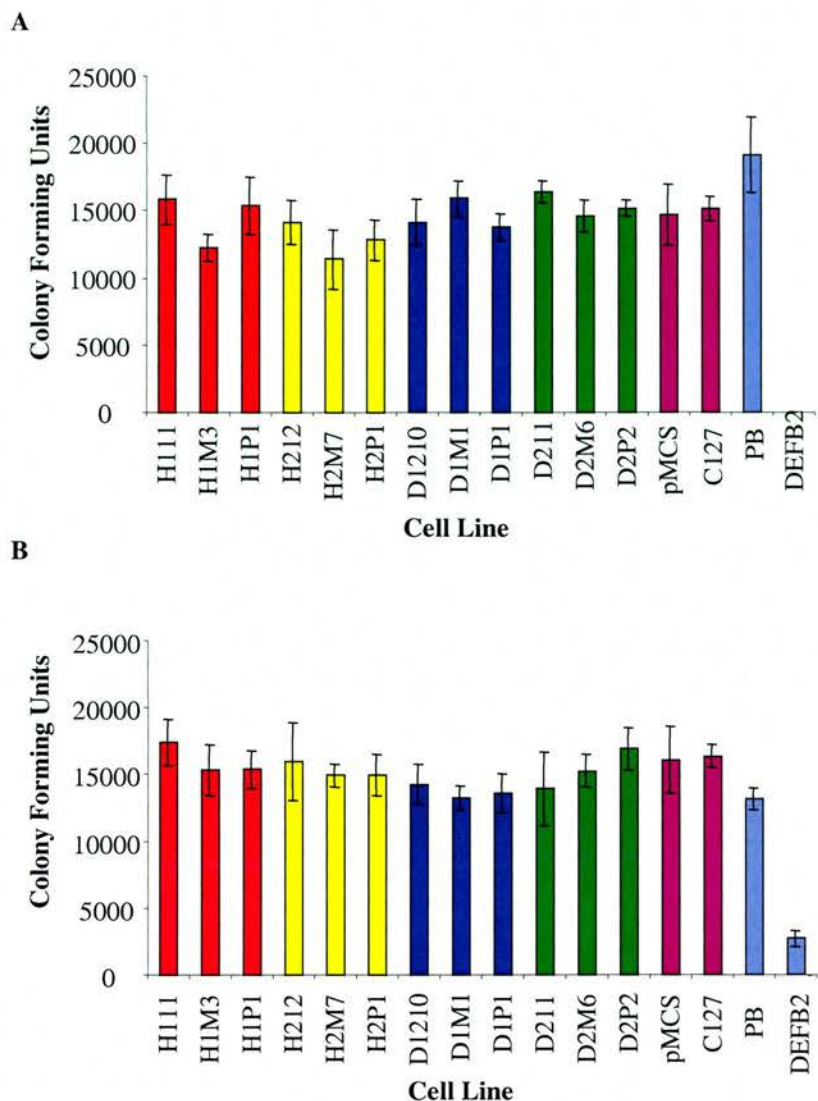 A
25000
20000
15000
10000
5000
0
Colony Forming Units
H111
H1M3
H1P1
H212
H2M7
H2P1
D1210
D1M1
D1P1
D211
D2M6
D2P2
pMCS
C127
PB
DEFB2
Cell Line
B
25000
20000
15000
10000
5000
0
Colony Forming Units
H111
H1M3
H1P1
H212
H2M7
H2P1
D1210
D1M1
D1P1
D211
D2M6
D2P2
pMCS
C127
PB
DEFB2
Cell Line